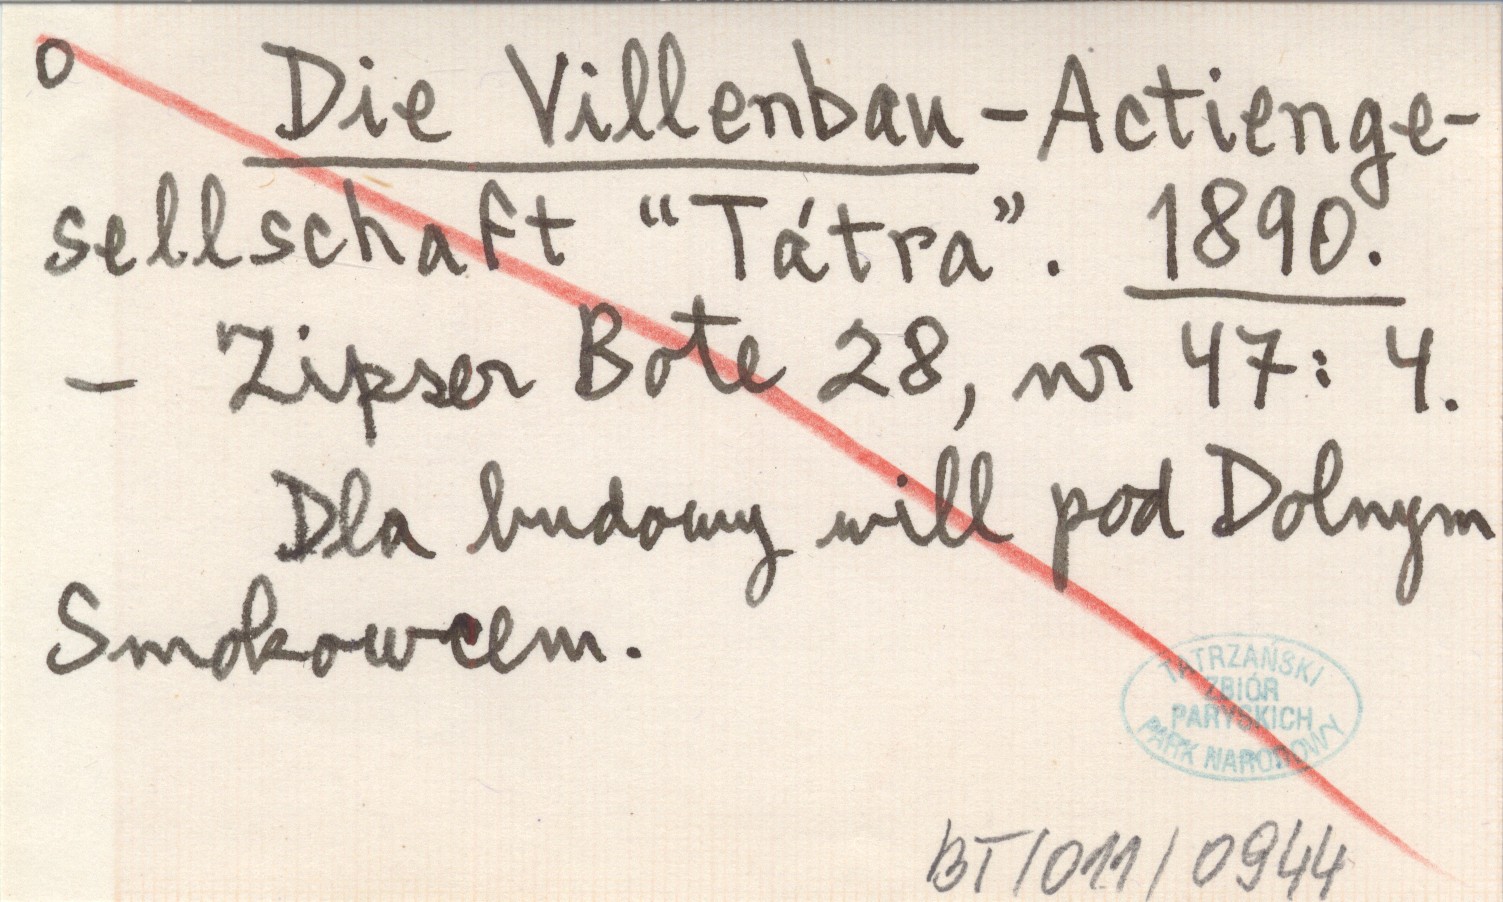 o Die Villenbau-Actienge-
sellschaft “Tátra”. 1890.
– Zipser Bote 28, nr 47: 4.
Dla budowy will pod Dolnym
Smokowcem.
TATRZAŃSKI
ZBIÓR
PARYSKICH
PARK NARODOWY
BT/011/0944